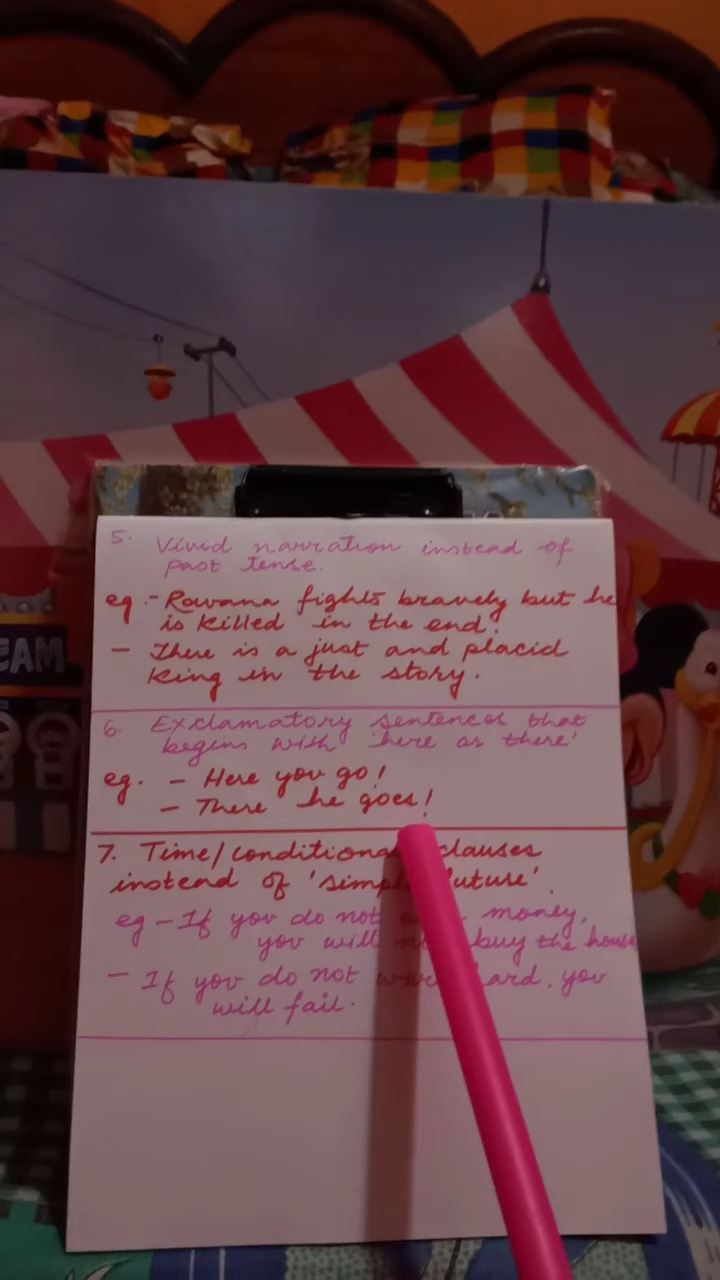 5. Vivid narration instead of
past tense.
eg :- Ravana fights bravely but he
is killed in the end.
- There is a just and placid
King in the story.
6. Exclamatory sentences that
begins with 'here or there'
eg. - Here you go!
- There he goes!
7. Time/conditional clauses
instead of 'simple future'.
eg - If you do not money,
you will not buy the house
- If you do not work hard, you
will fail.
EAM